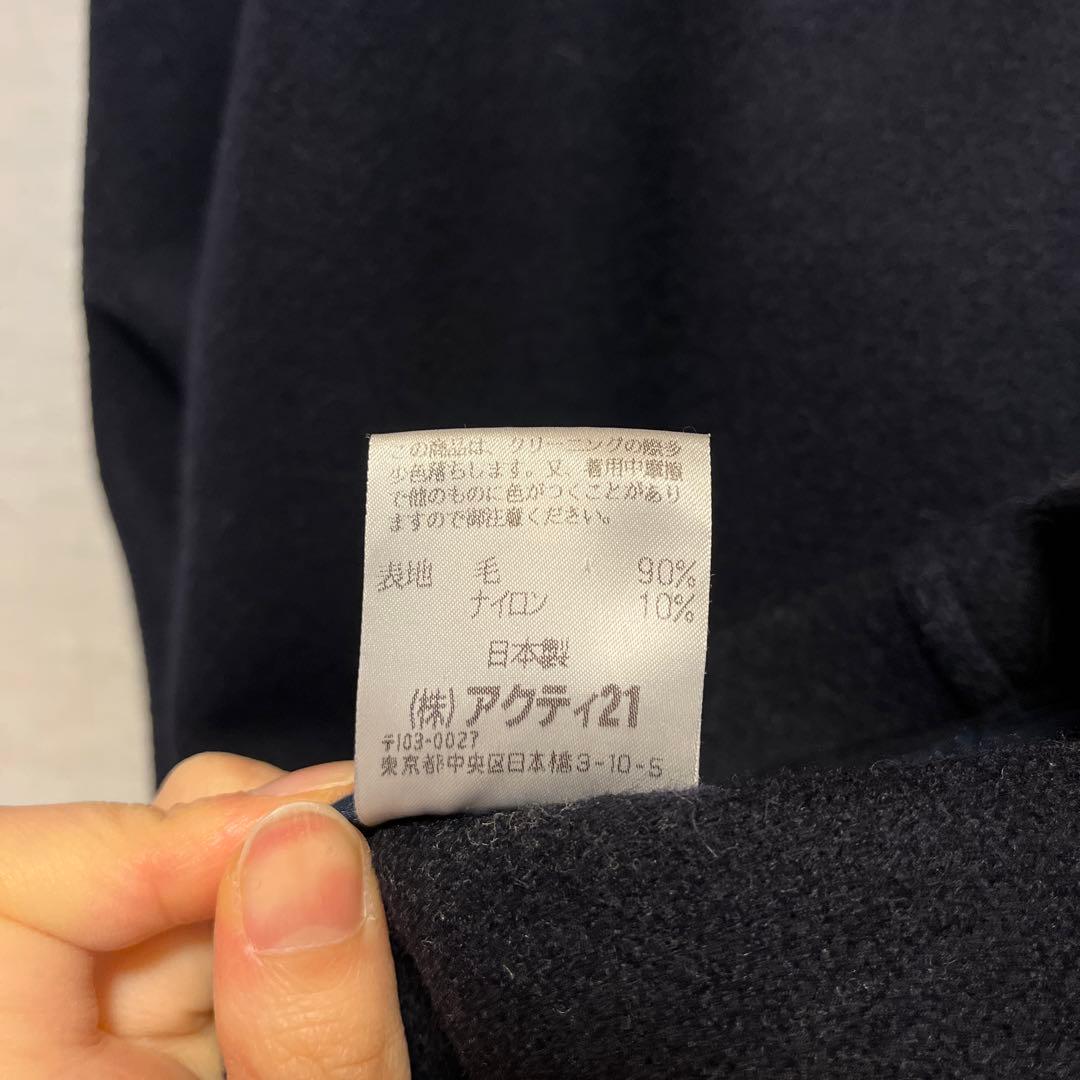 この商品は、クリーニングの際多
少色落ちします。又、着用中摩擦
で他のものに色がつくことがあり
ますので御注意ください。
表地 毛 90%
ナイロン 10%
日本製
(株)アクティ21
〒103-0027
東京都中央区日本橋3-10-5